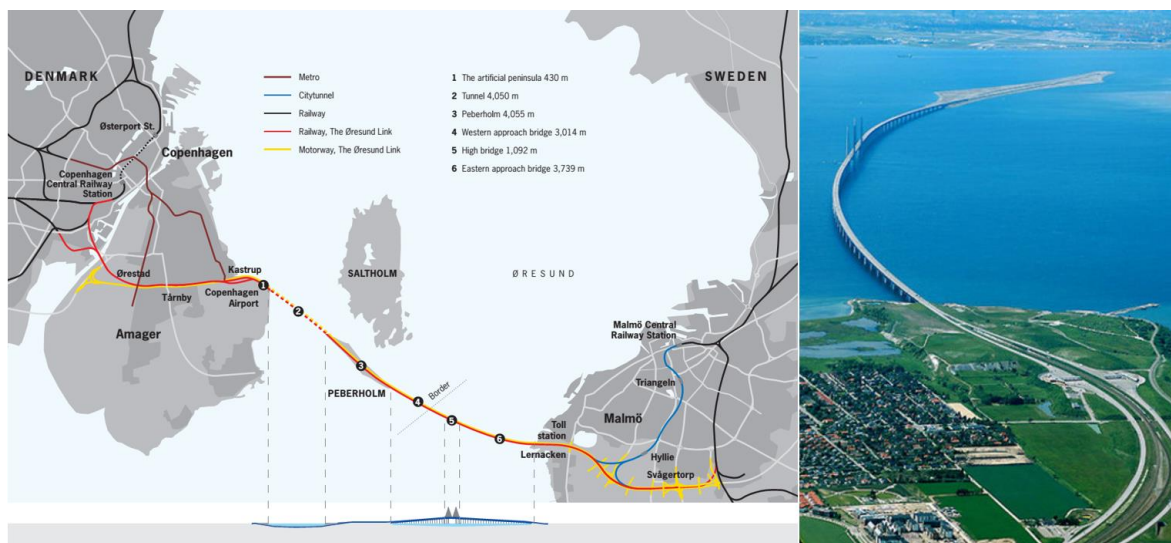 DENMARK
SWEDEN
Metro
Citytunnel
Railway
Railway, The Øresund Link
Motorway, The Øresund Link
1 The artificial peninsula 430 m
2 Tunnel 4,050 m
3 Peberholm 4,055 m
4 Western approach bridge 3,014 m
5 High bridge 1,092 m
6 Eastern approach bridge 3,739 m
Østerport St.
Copenhagen
Copenhagen
Central Railway
Station
Kastrup
SALTHOLM
ØRESUND
Ørestad
Tårnby
Copenhagen
Airport
1
2
Amager
Malmö Central
Railway Station
3
PEBERHOLM
Border
4
5
6
Triangeln
Malmö
Toll
station
Lernacken
Hyllie
Svågertorp